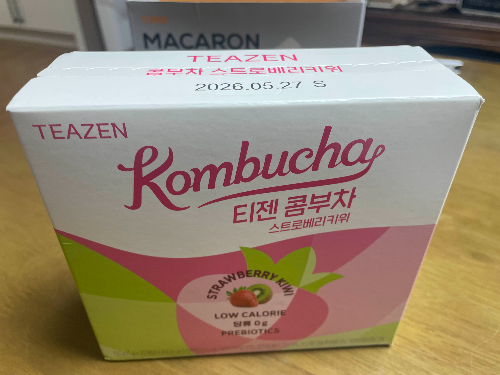 MACARON
TEAZEN
콤부차 스트로베리키위
2026.05.27 S
TEAZEN
Kombucha
티젠 콤부차
스트로베리키위
STRAWBERRY KIWI
LOW CALORIE
당류 0g
PREBIOTICS